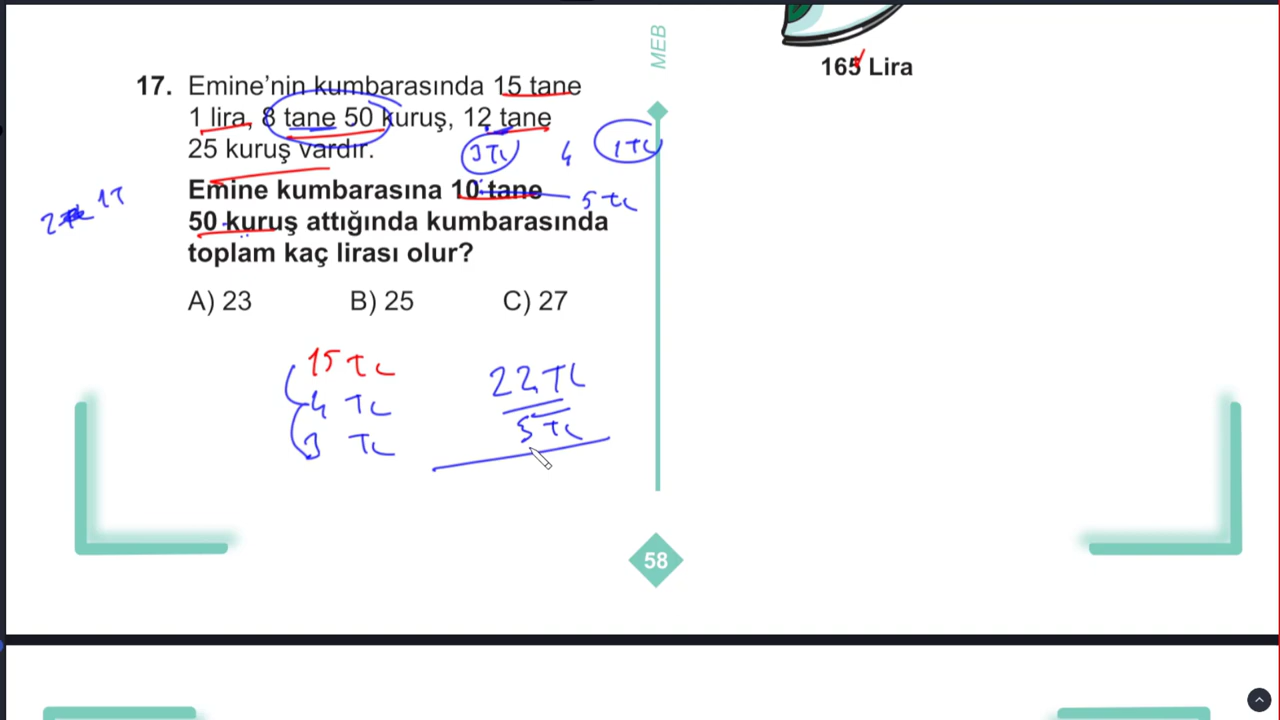 165 Lira
MEB
17. Emine'nin kumbarasında 15 tane
1 lira, 8 tane 50 kuruş, 12 tane
25 kuruş vardır.
3 TL 4 1 TL
Emine kumbarasına 10 tane
5 TL
50 kuruş attığında kumbarasında
toplam kaç lirası olur?
A) 23 B) 25 C) 27
15 TL
4 TL
3 TL
22 TL
5 TL
58